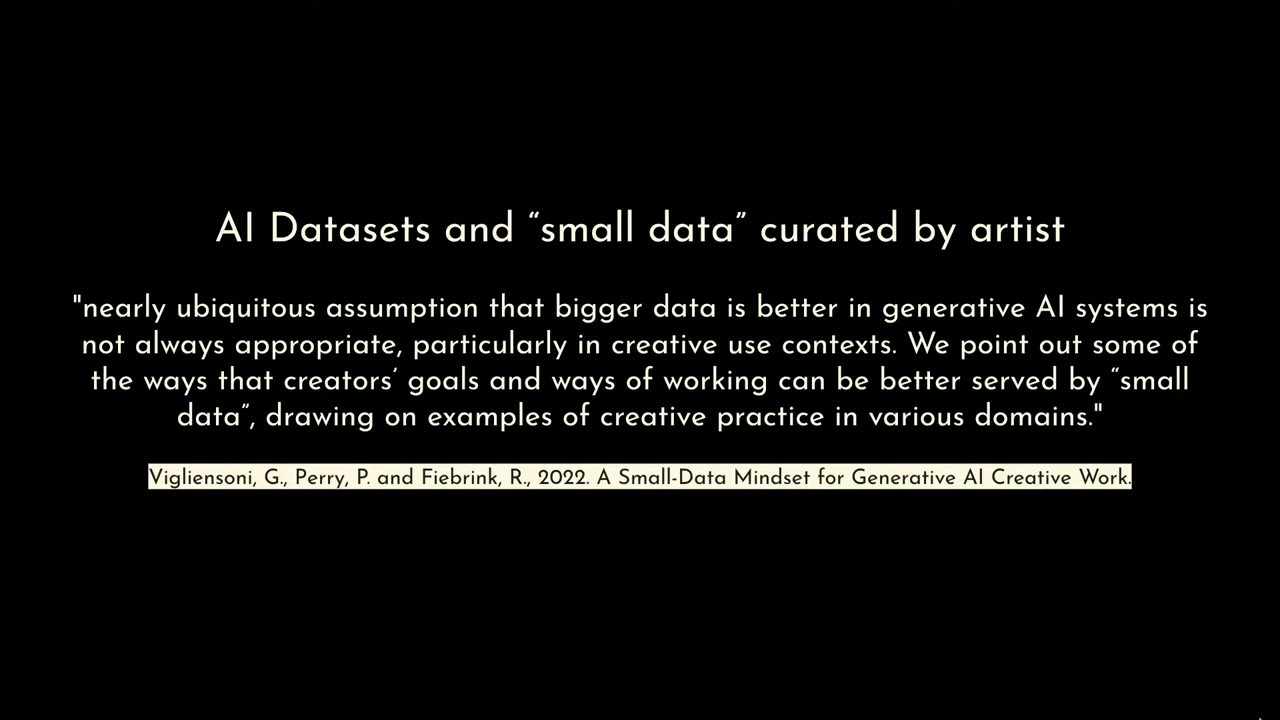 AI Datasets and “small data” curated by artist
"nearly ubiquitous assumption that bigger data is better in generative AI systems is
not always appropriate, particularly in creative use contexts. We point out some of
the ways that creators’ goals and ways of working can be better served by “small
data”, drawing on examples of creative practice in various domains."
Vigliensoni, G., Perry, P. and Fiebrink, R., 2022. A Small-Data Mindset for Generative AI Creative Work.